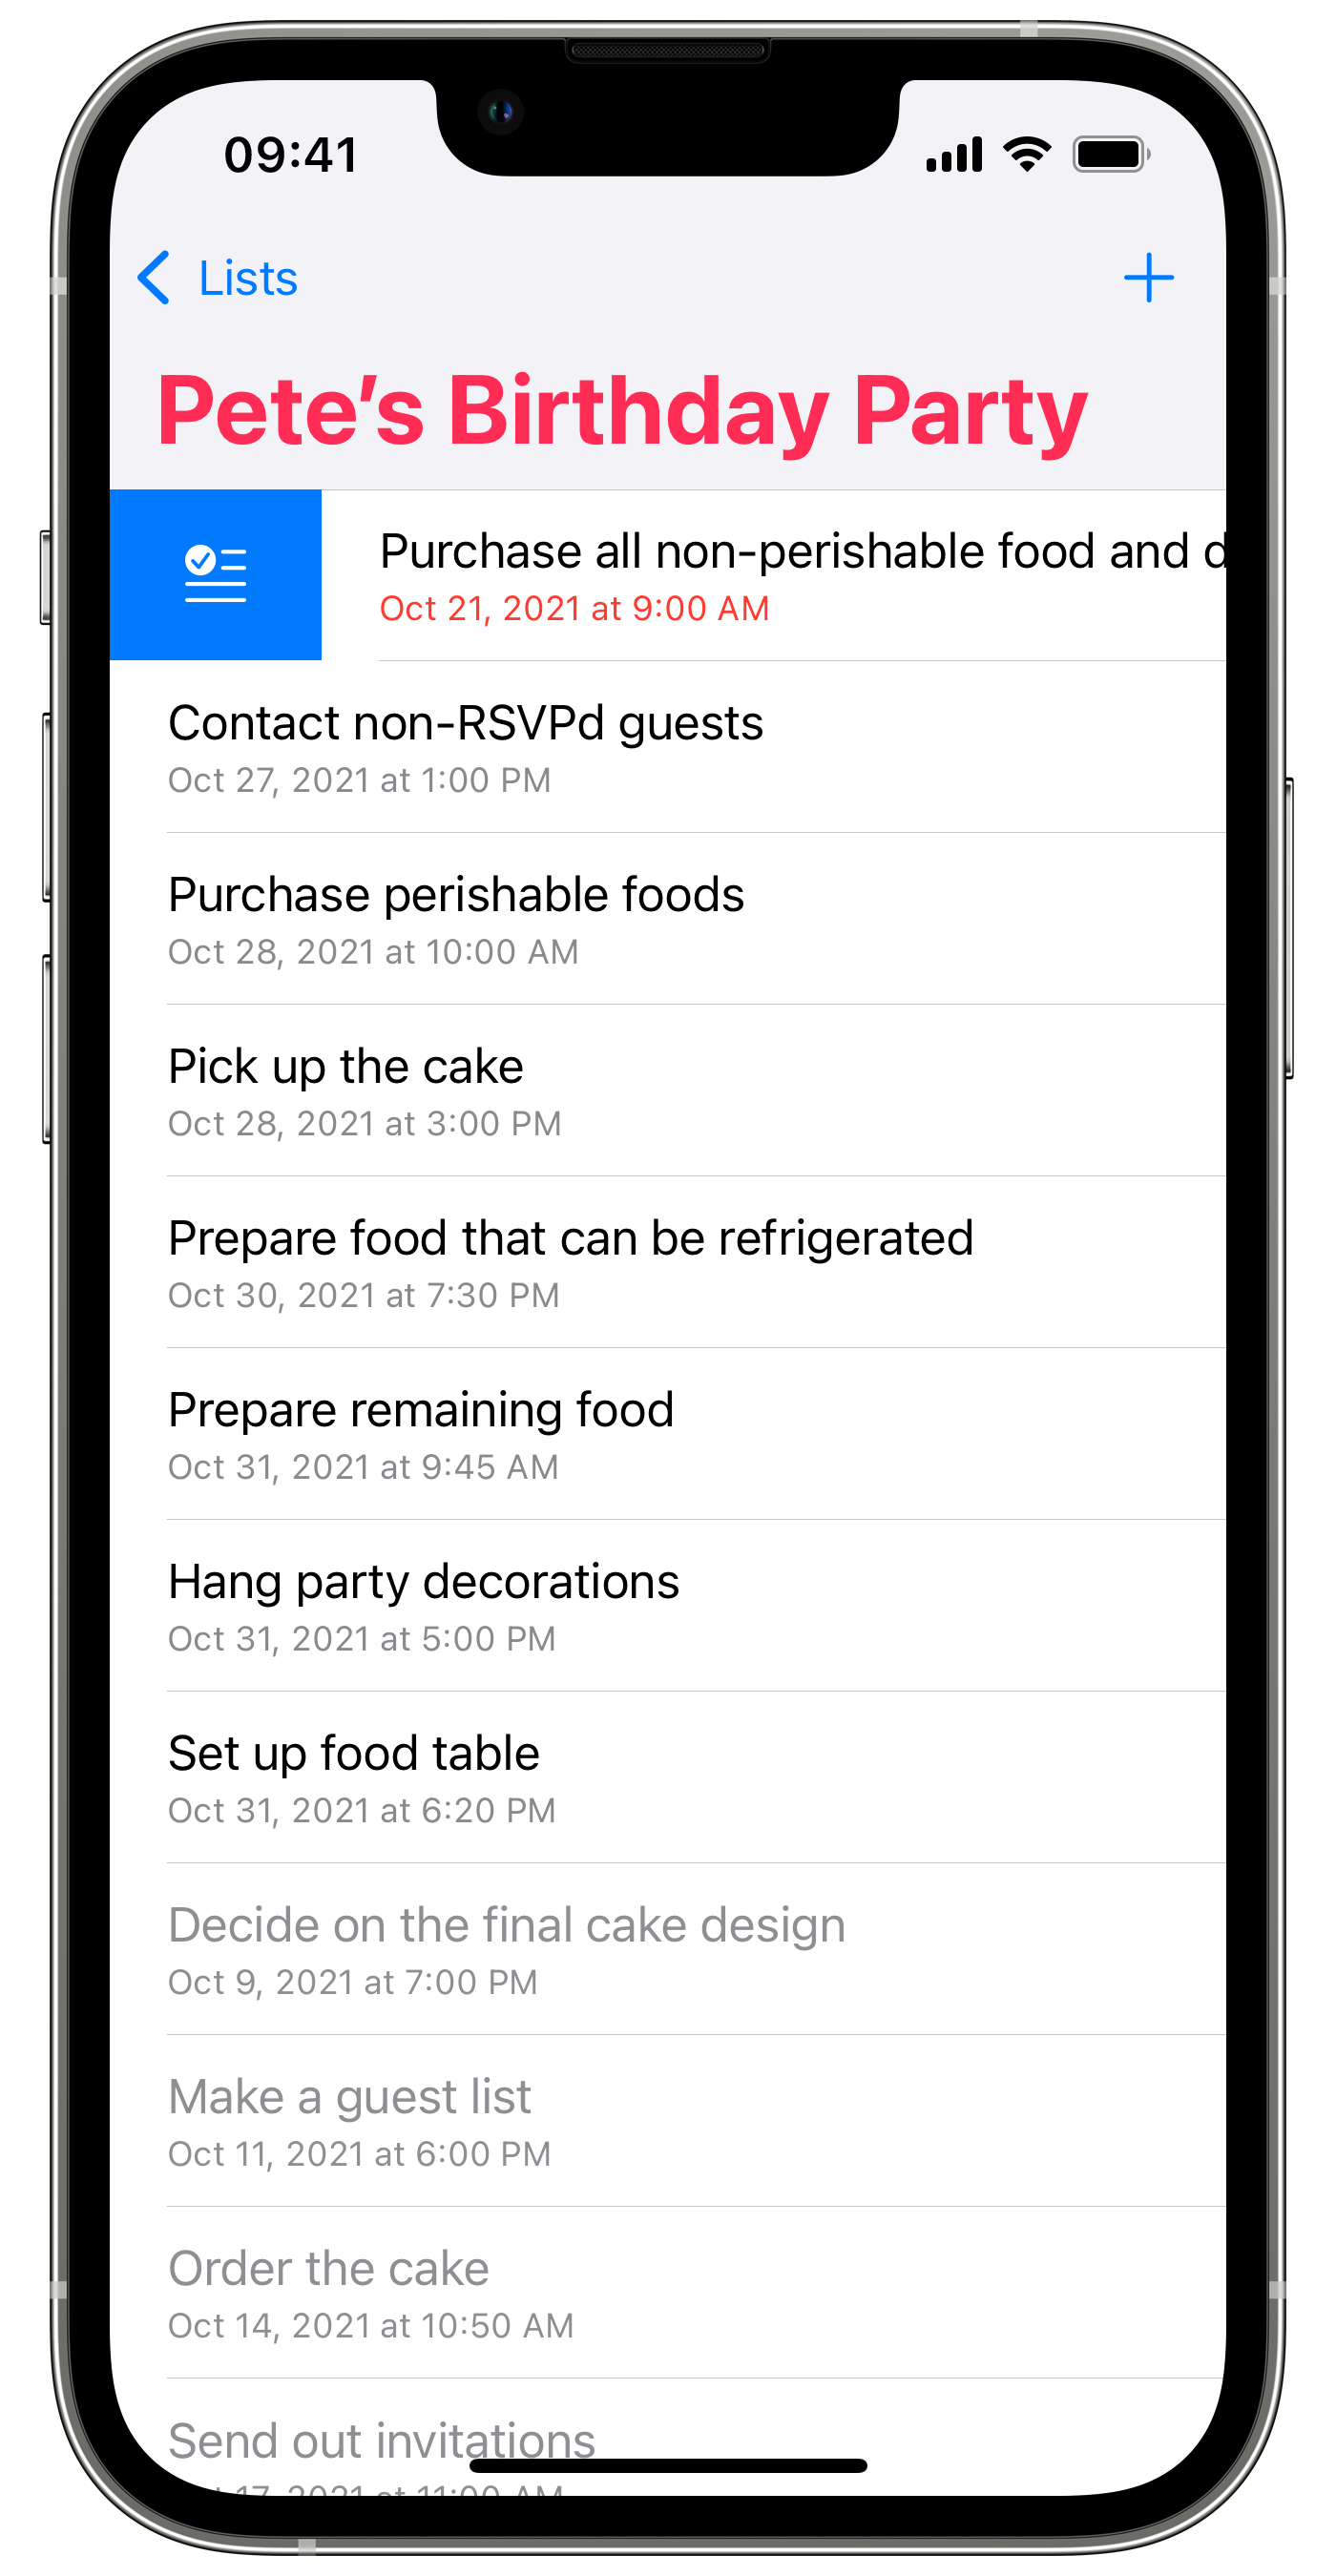 09:41
Lists
Pete’s Birthday Party
Purchase all non-perishable food and d
Oct 21, 2021 at 9:00 AM
Contact non-RSVPd guests
Oct 27, 2021 at 1:00 PM
Purchase perishable foods
Oct 28, 2021 at 10:00 AM
Pick up the cake
Oct 28, 2021 at 3:00 PM
Prepare food that can be refrigerated
Oct 30, 2021 at 7:30 PM
Prepare remaining food
Oct 31, 2021 at 9:45 AM
Hang party decorations
Oct 31, 2021 at 5:00 PM
Set up food table
Oct 31, 2021 at 6:20 PM
Decide on the final cake design
Oct 9, 2021 at 7:00 PM
Make a guest list
Oct 11, 2021 at 6:00 PM
Order the cake
Oct 14, 2021 at 10:50 AM
Send out invitations
17, 2021 at 11:00 AM